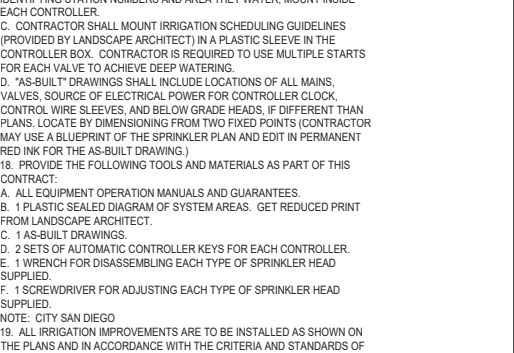 IDENTIFYING STATION NUMBERS AND AREA THEY WATER, MOUNT INSIDE
EACH CONTROLLER.
C. CONTRACTOR SHALL MOUNT IRRIGATION SCHEDULING GUIDELINES
(PROVIDED BY LANDSCAPE ARCHITECT) IN A PLASTIC SLEEVE IN THE
CONTROLLER BOX. CONTRACTOR IS REQUIRED TO USE MULTIPLE STARTS
FOR EACH VALVE TO ACHIEVE DEEP WATERING.
D. "AS-BUILT" DRAWINGS SHALL INCLUDE LOCATIONS OF ALL MAINS,
VALVES, SOURCE OF ELECTRICAL POWER FOR CONTROLLER CLOCK,
CONTROL WIRE SLEEVES, AND BELOW GRADE HEADS, IF DIFFERENT THAN
PLANS. LOCATE BY DIMENSIONING FROM TWO FIXED POINTS (CONTRACTOR
MAY USE A BLUEPRINT OF THE SPRINKLER PLAN AND EDIT IN PERMANENT
RED INK FOR THE AS-BUILT DRAWING.)
18. PROVIDE THE FOLLOWING TOOLS AND MATERIALS AS PART OF THIS
CONTRACT:
A. ALL EQUIPMENT OPERATION MANUALS AND GUARANTEES.
B. 1 PLASTIC SEALED DIAGRAM OF SYSTEM AREAS. GET REDUCED PRINT
FROM LANDSCAPE ARCHITECT.
C. 1 AS-BUILT DRAWINGS.
D. 2 SETS OF AUTOMATIC CONTROLLER KEYS FOR EACH CONTROLLER.
E. 1 WRENCH FOR DISASSEMBLING EACH TYPE OF SPRINKLER HEAD
SUPPLIED.
F. 1 SCREWDRIVER FOR ADJUSTING EACH TYPE OF SPRINKLER HEAD
SUPPLIED.
NOTE: CITY SAN DIEGO
19. ALL IRRIGATION IMPROVEMENTS ARE TO BE INSTALLED AS SHOWN ON
THE PLANS AND IN ACCORDANCE WITH THE CRITERIA AND STANDARDS OF